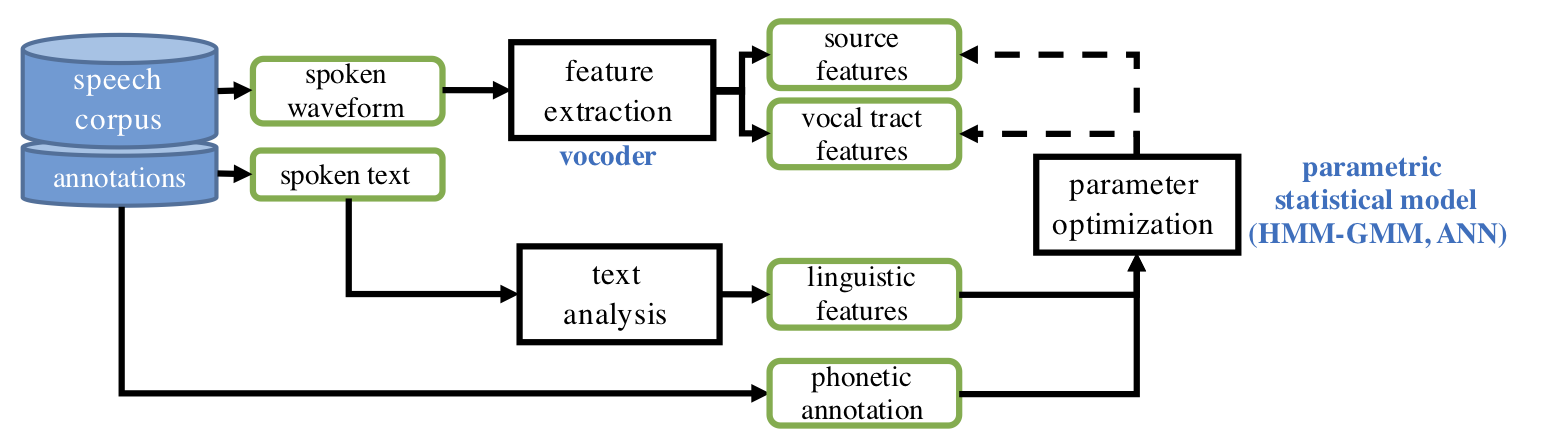 speech
corpus
annotations
spoken
waveform
spoken text
feature
extraction
vocoder
source
features
vocal tract
features
parameter
optimization
parametric
statistical model
(HMM-GMM, ANN)
text
analysis
linguistic
features
phonetic
annotation